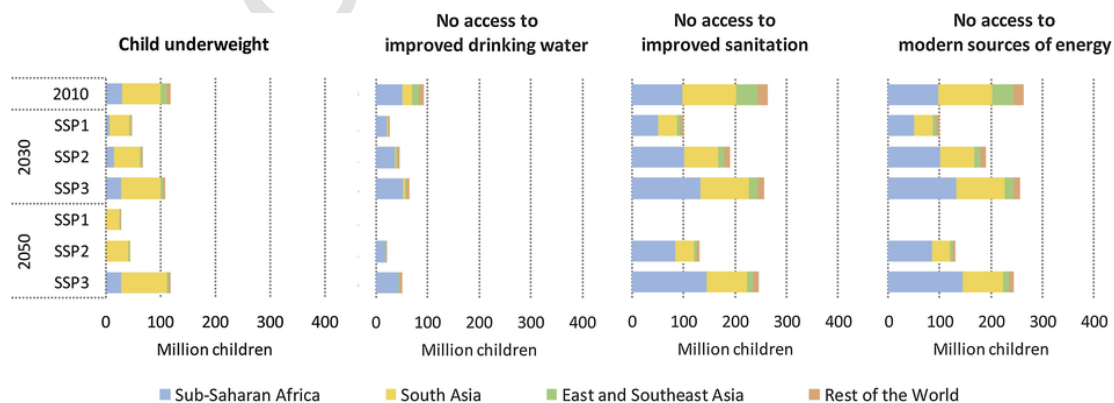 Child underweight
No access to
improved drinking water
No access to
improved sanitation
No access to
modern sources of energy
2010
2030
SSP1
SSP2
SSP3
2050
SSP1
SSP2
SSP3
0 100 200 300 400
0 100 200 300 400
0 100 200 300 400
0 100 200 300 400
Million children
Million children
Million children
Million children
Sub-Saharan Africa
South Asia
East and Southeast Asia
Rest of the World